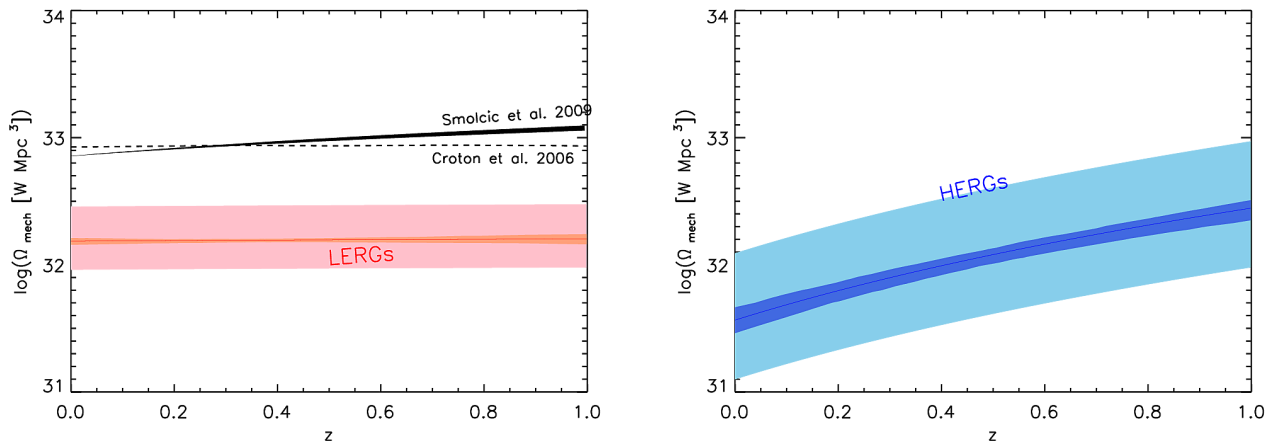 34
33
32
31
log(Ω mech [W Mpc 3])
Smolcic et al. 2009
Croton et al. 2006
LERGs
0.0 0.2 0.4 0.6 0.8 1.0
z
34
33
32
31
log(Ω mech [W Mpc 3])
HERGs
0.0 0.2 0.4 0.6 0.8 1.0
z